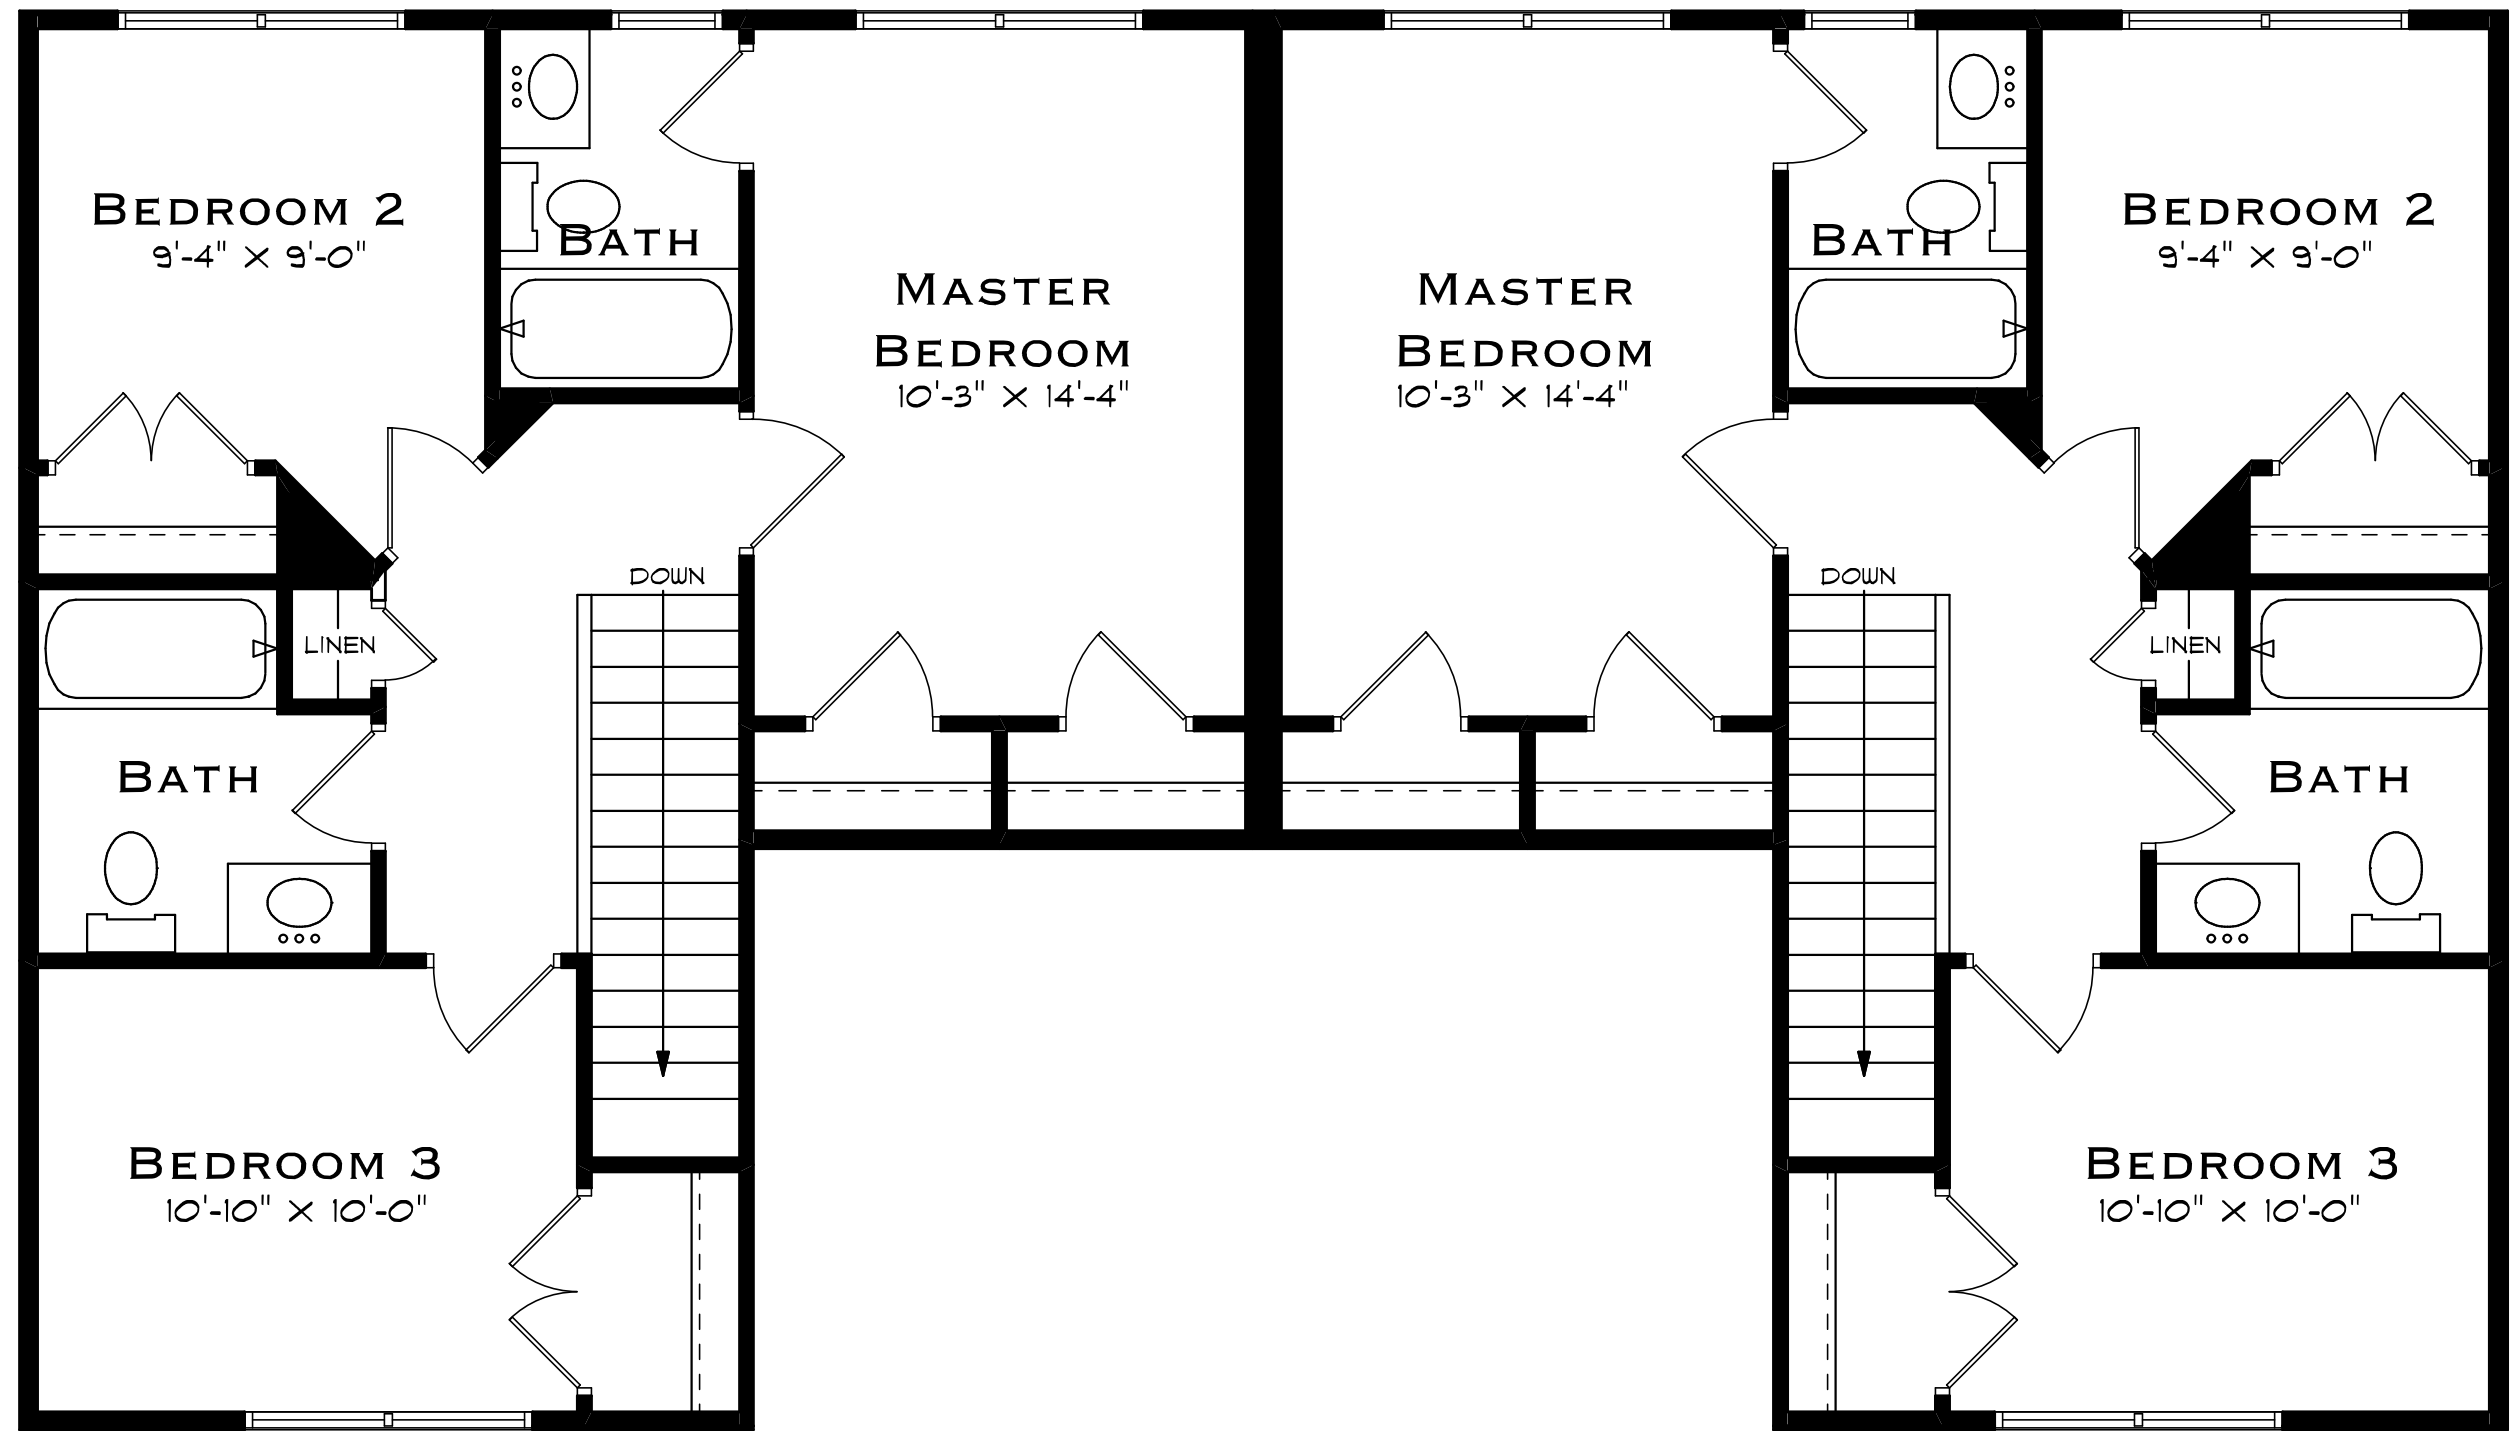 BEDROOM 2
9'-4" X 9'-0"
BATH
MASTER
BEDROOM
10'-3" X 14'-4"
MASTER
BEDROOM
10'-3" X 14'-4"
BATH
BEDROOM 2
9'-4" X 9'-0"
DOWN
DOWN
LINEN
LINEN
BATH
BATH
BEDROOM 3
10'-10" X 10'-0"
BEDROOM 3
10'-10" X 10'-0"